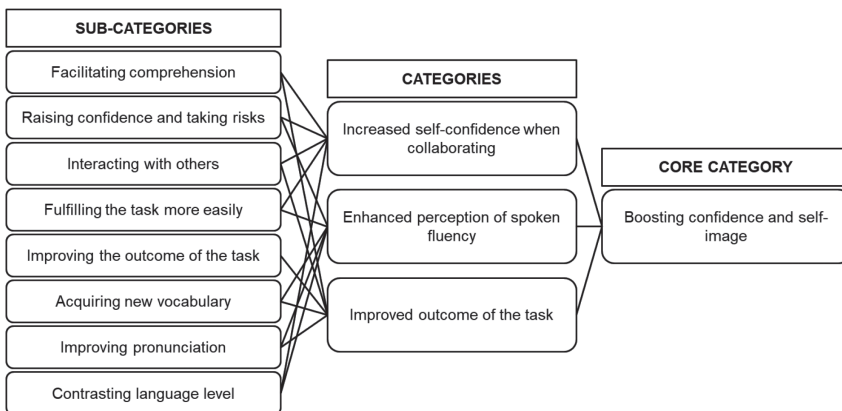 SUB-CATEGORIES
Facilitating comprehension
Raising confidence and taking risks
Interacting with others
Fulfilling the task more easily
Improving the outcome of the task
Acquiring new vocabulary
Improving pronunciation
Contrasting language level
CATEGORIES
Increased self-confidence when
collaborating
Enhanced perception of spoken
fluency
Improved outcome of the task
CORE CATEGORY
Boosting confidence and self-
image